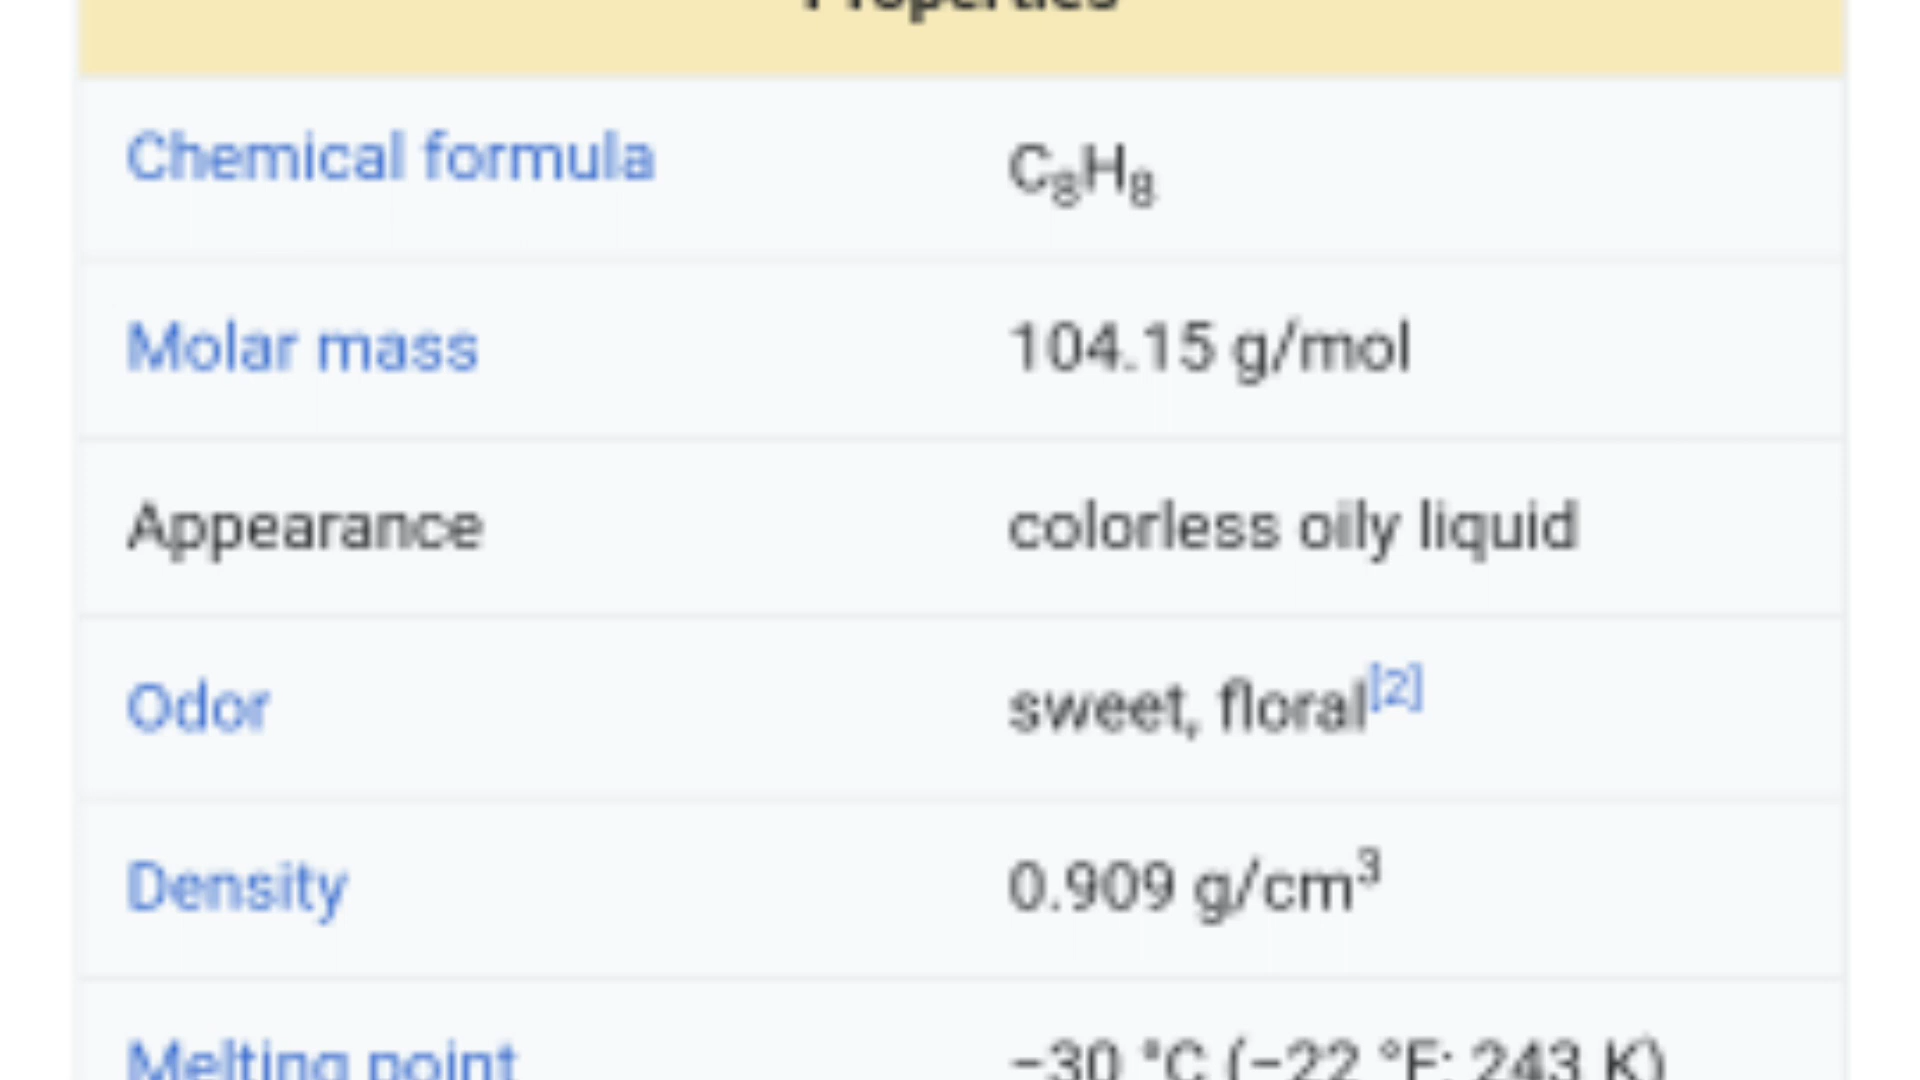 Properties
Chemical formula C₈H₈
Molar mass 104.15 g/mol
Appearance colorless oily liquid
Odor sweet, floral[2]
Density 0.909 g/cm³
Melting point −30 °C (−22 °F; 243 K)